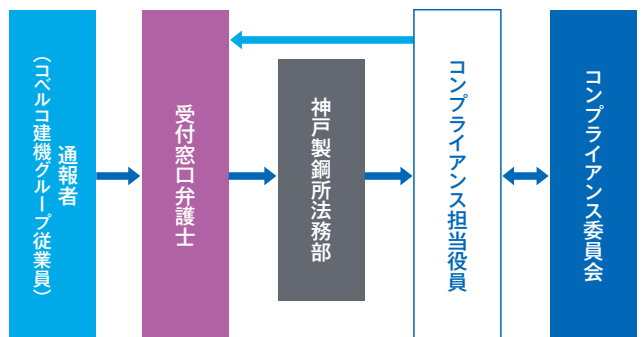 通報者
（コベルコ建機グループ従業員）
受付窓口弁護士
神戸製鋼所法務部
コンプライアンス担当役員
コンプライアンス委員会